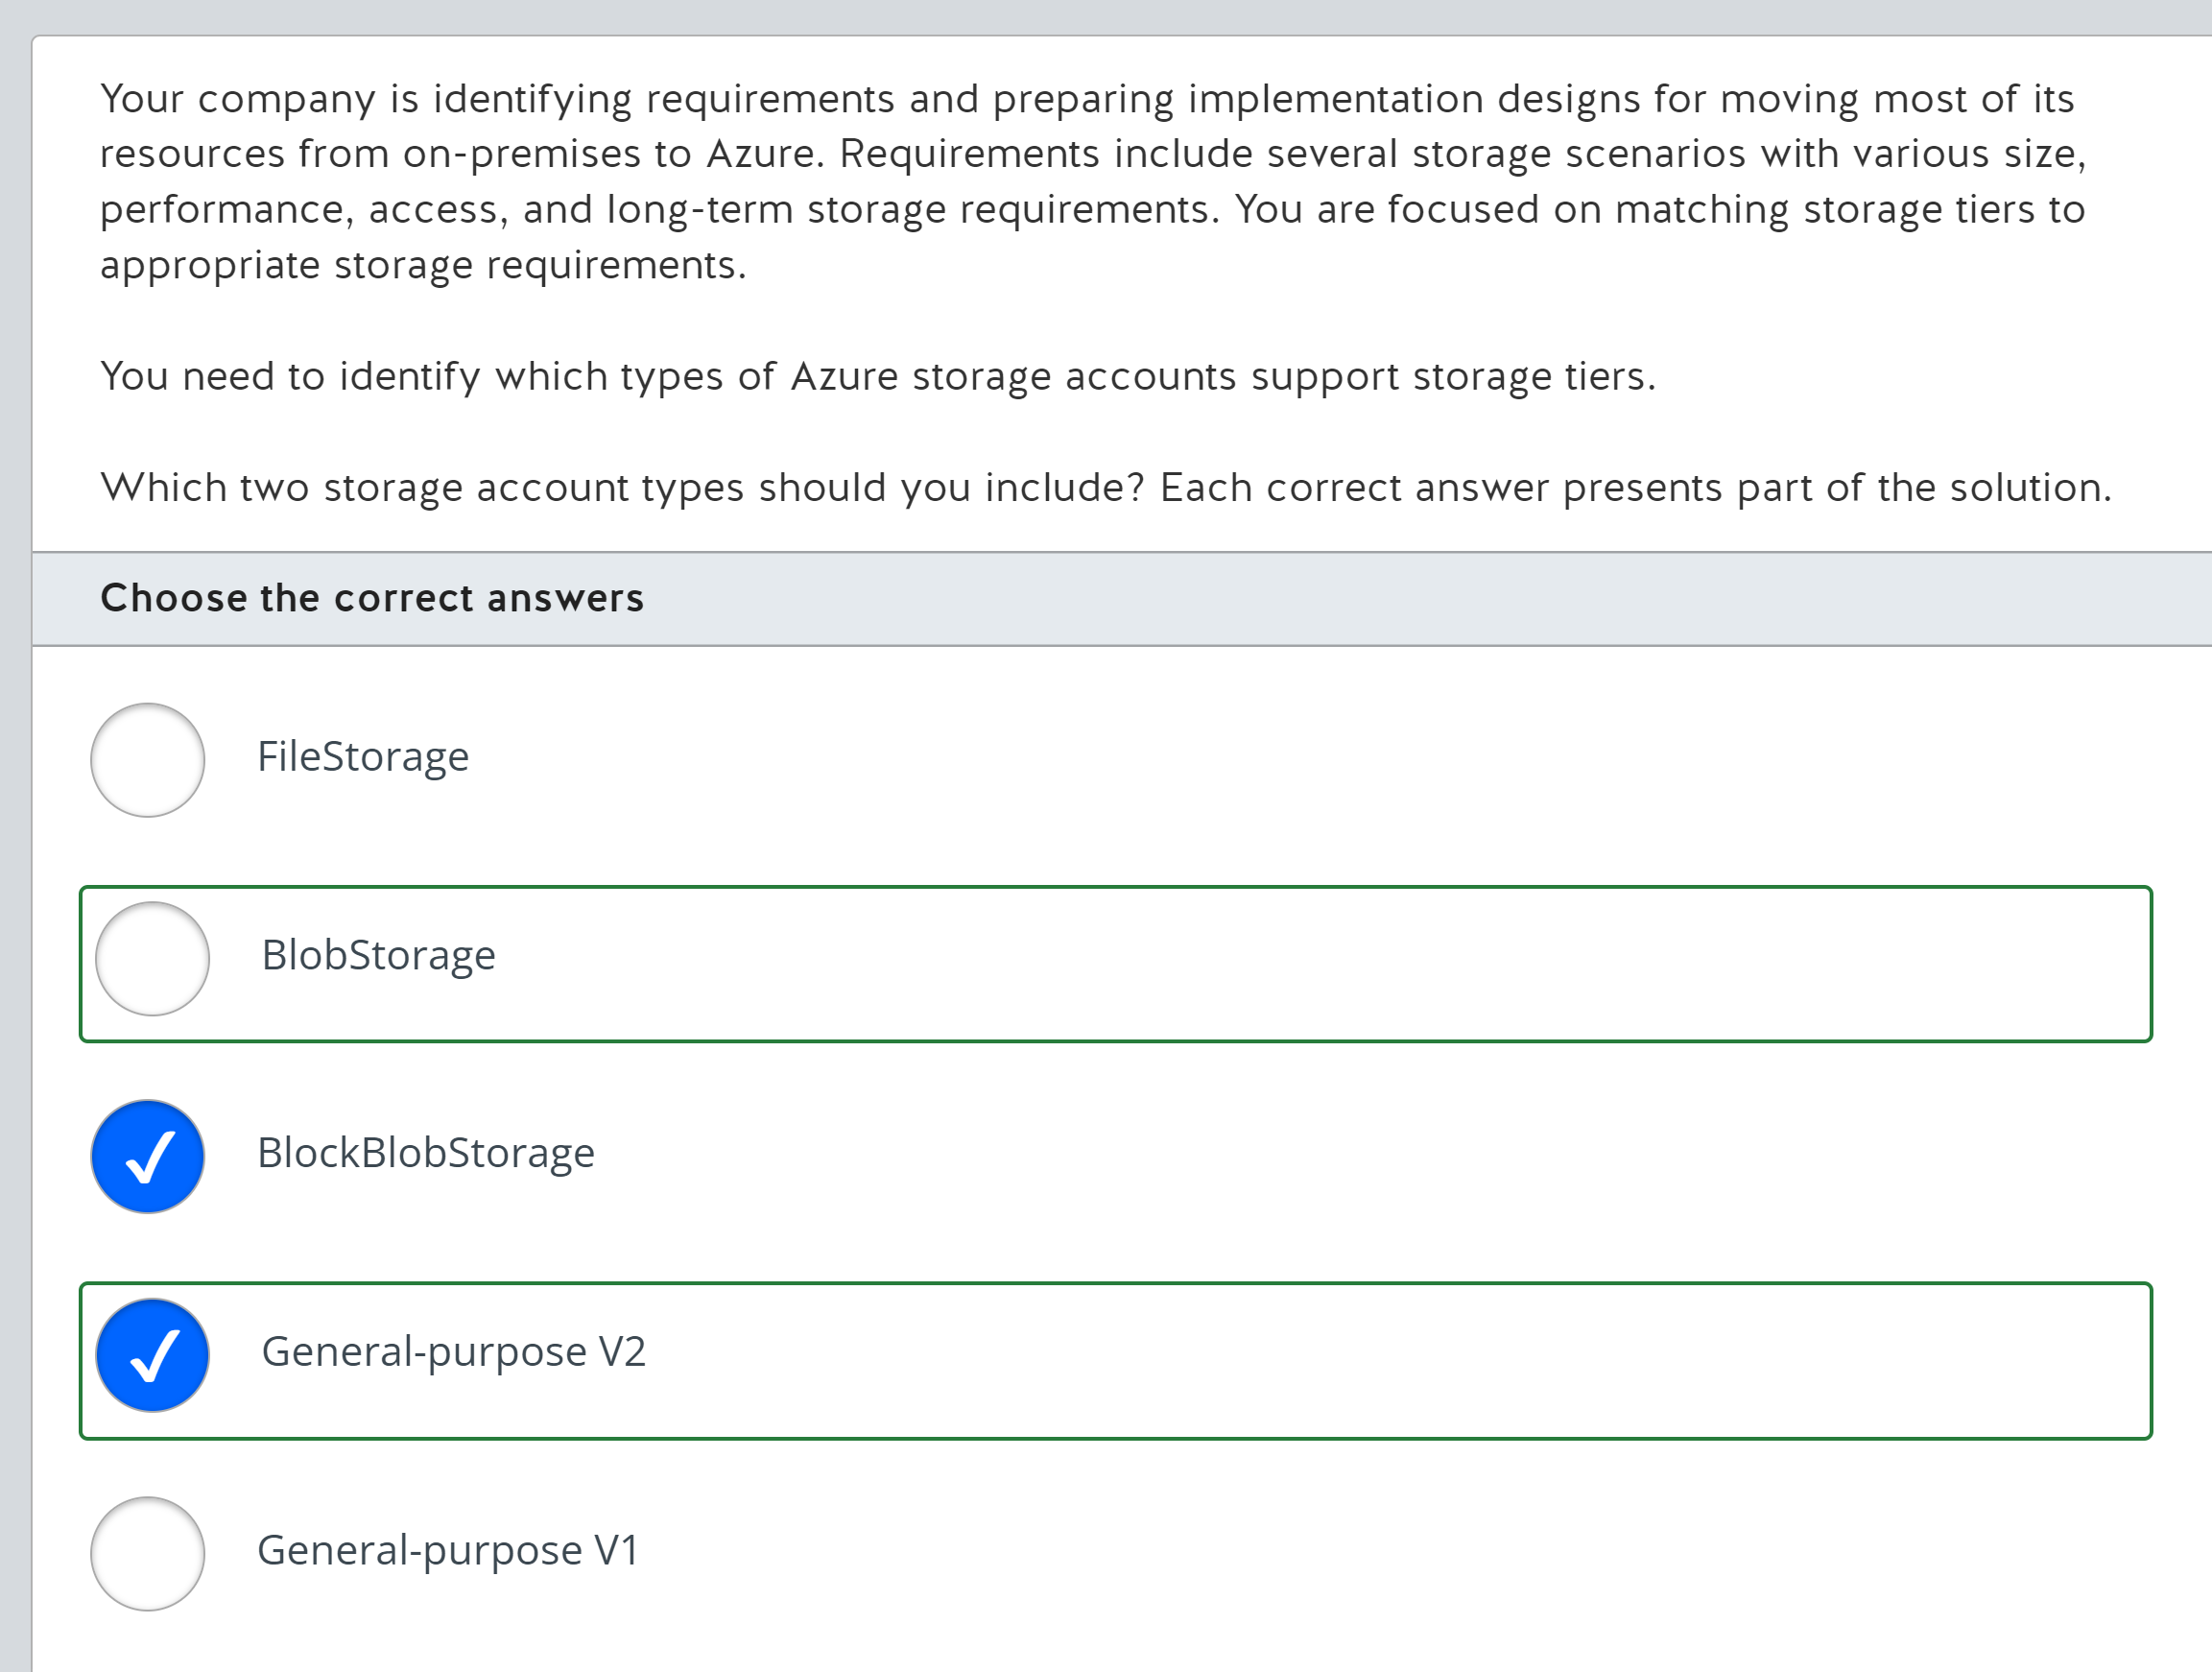 Your company is identifying requirements and preparing implementation designs for moving most of its
resources from on-premises to Azure. Requirements include several storage scenarios with various size,
performance, access, and long-term storage requirements. You are focused on matching storage tiers to
appropriate storage requirements.
You need to identify which types of Azure storage accounts support storage tiers.
Which two storage account types should you include? Each correct answer presents part of the solution.
Choose the correct answers
FileStorage
BlobStorage
BlockBlobStorage
General-purpose V2
General-purpose V1